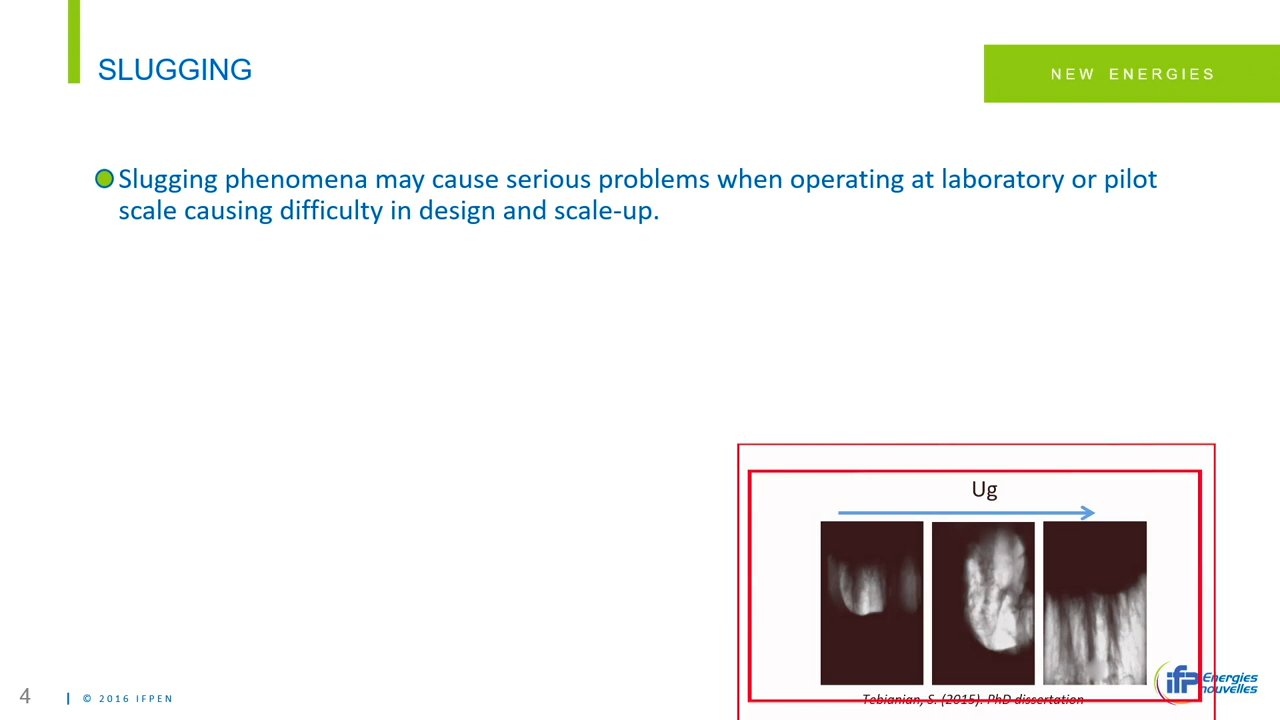 SLUGGING
NEW ENERGIES
Slugging phenomena may cause serious problems when operating at laboratory or pilot
scale causing difficulty in design and scale-up.
Ug
Tebianian, S. (2015). PhD dissertation
4
© 2016 IFPEN
ifp Energies
nouvelles